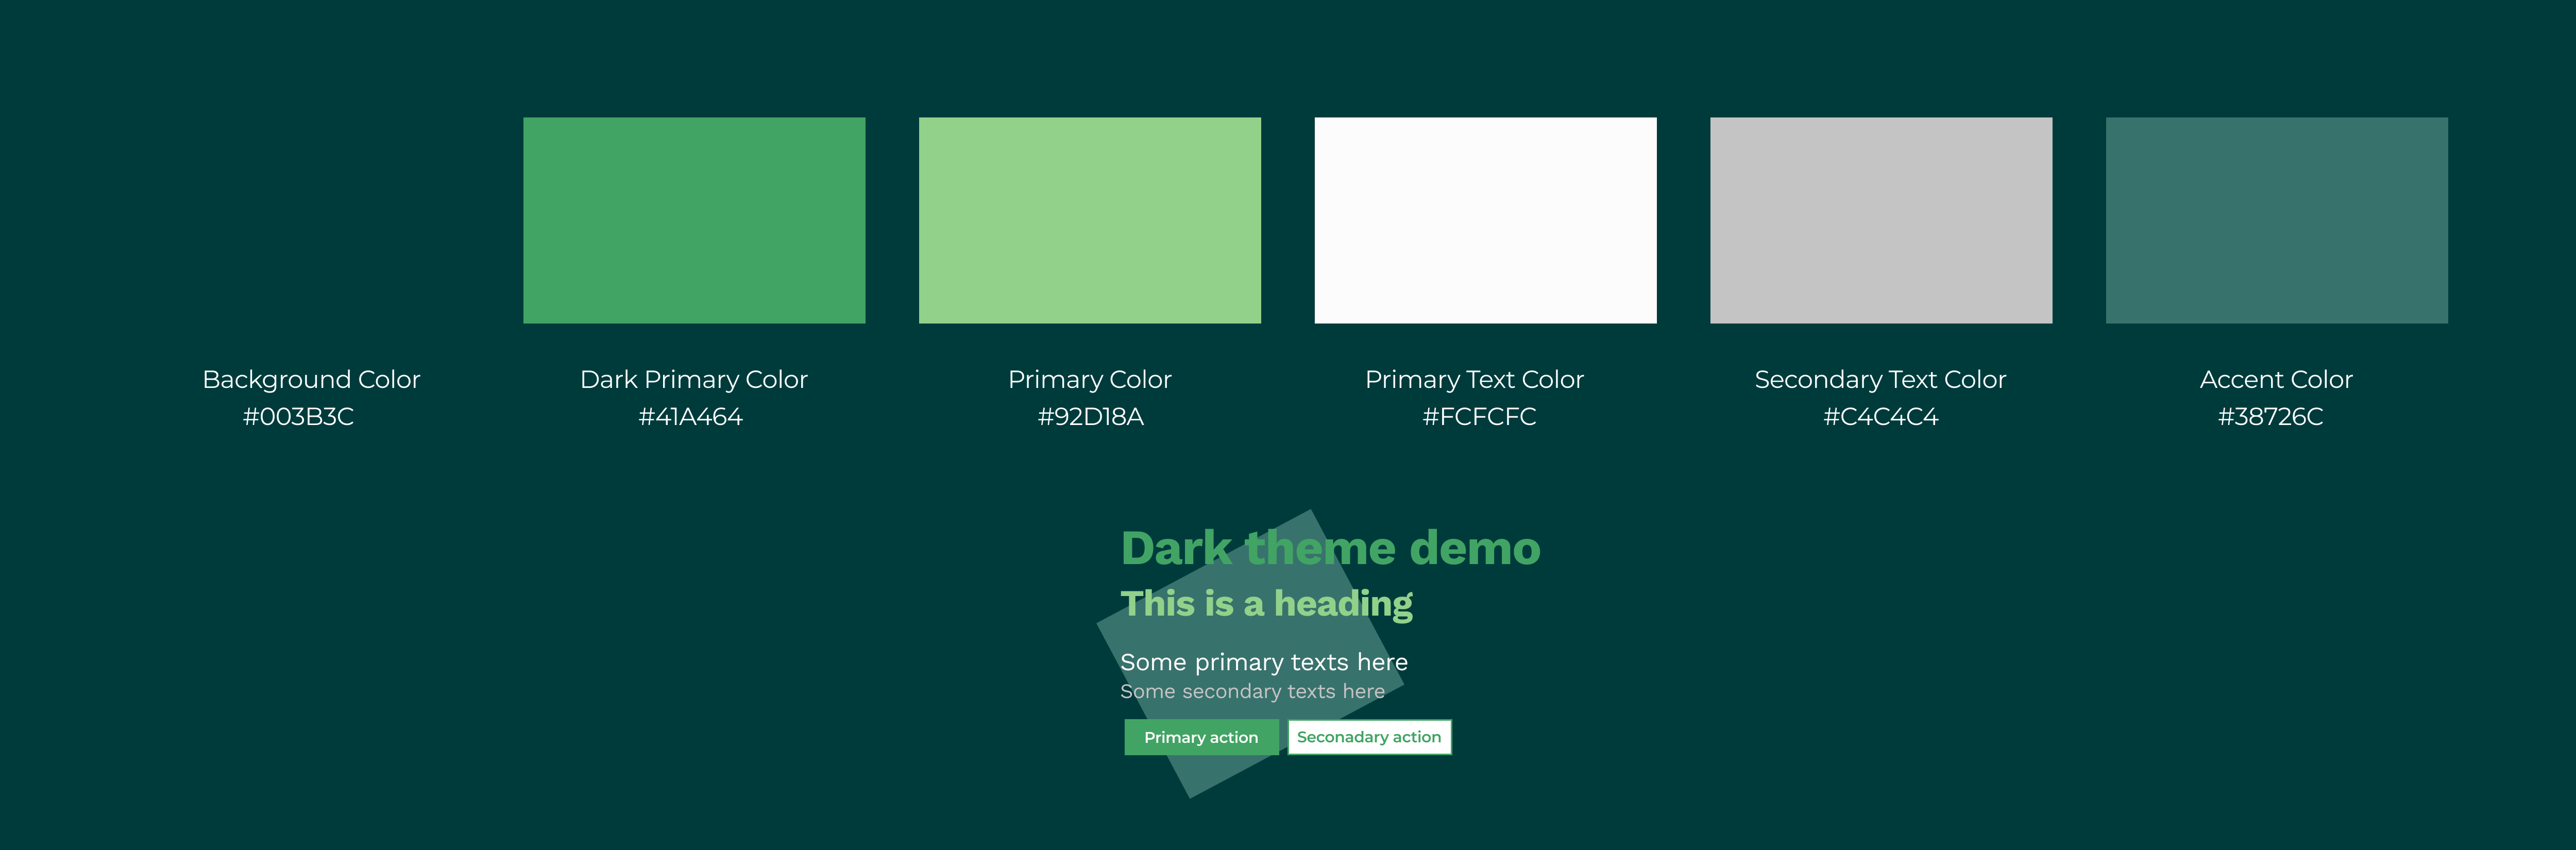 Background Color
#003B3C
Dark Primary Color
#41A464
Primary Color
#92D18A
Primary Text Color
#FCFCFC
Secondary Text Color
#C4C4C4
Accent Color
#38726C
Dark theme demo
This is a heading
Some primary texts here
Some secondary texts here
Primary action
Seconadary action